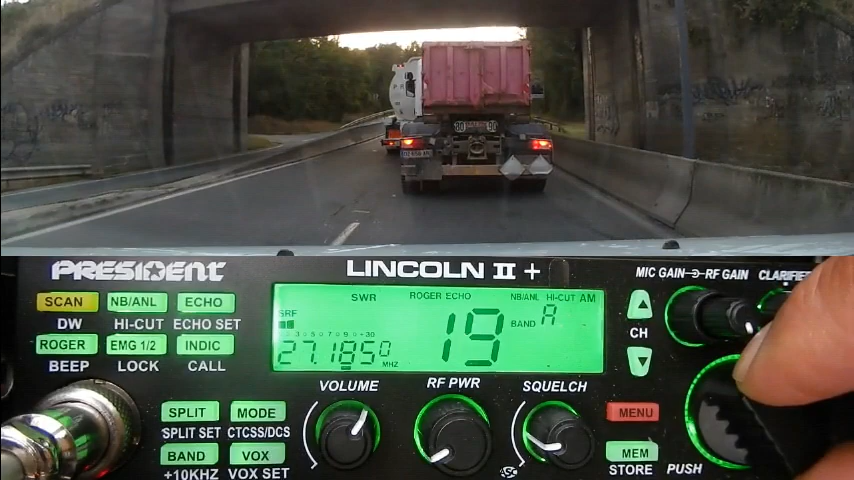 PRESIDENT
LINCOLN II +
MIC GAIN RF GAIN CLARIFIE
SCAN NB/ANL ECHO
DW HI-CUT ECHO SET
ROGER EMG 1/2 INDIC
BEEP LOCK CALL
SWR ROGER ECHO NB/ANL HI-CUT AM
SRF
BAND A
19
27.1850 MHZ
CH
VOLUME RF PWR SQUELCH
SPLIT MODE
SPLIT SET CTCSS/DCS
BAND VOX
+10KHZ VOX SET
ASC
MENU
MEM
STORE PUSH